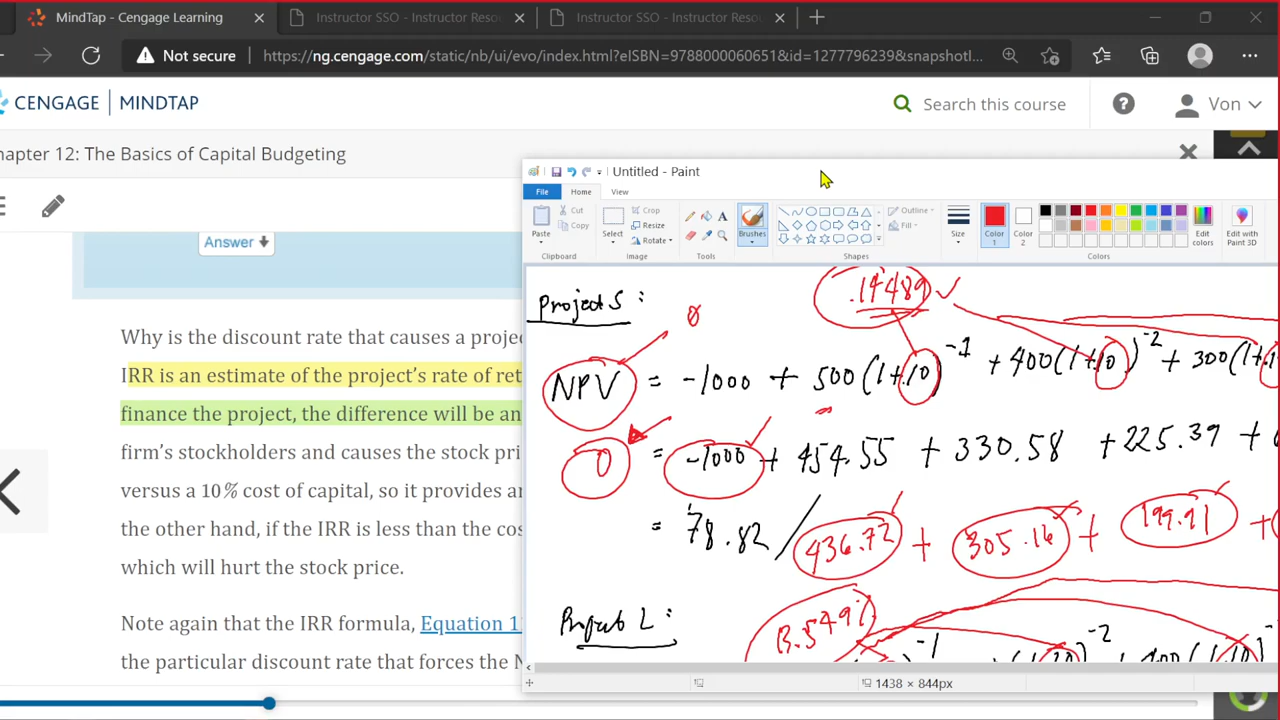 MindTap - Cengage Learning
Instructor SSO - Instructor Reso
Instructor SSO - Instructor Reso
Not secure
https://ng.cengage.com/static/nb/ui/evo/index.html?eISBN=9788000060651&id=1277796239&snapshotI...
CENGAGE MINDTAP
Search this course
Von
hapter 12: The Basics of Capital Budgeting
Answer
Why is the discount rate that causes a projec
IRR is an estimate of the project's rate of ret
finance the project, the difference will be an
firm's stockholders and causes the stock pri
versus a 10% cost of capital, so it provides an
the other hand, if the IRR is less than the cos
which will hurt the stock price.
Note again that the IRR formula, Equation 1
the particular discount rate that forces the N
Untitled - Paint
File Home View
Paste
Cut
Copy
Clipboard
Select
Crop
Resize
Rotate
Image
Tools
Brushes
Outline
Fill
Shapes
Size
Color 1
Color 2
Edit colors
Edit with Paint 3D
Colors
.14489
Project S :
0
NPV = -1000 + 500 (1+.10)-1 + 400 (1+.10)-2 + 300 (1+.
0 = -1000 + 454.55 + 330.58 + 225.39 +
= 78.82
436.72 + 305.16 + 199.91 +
Project L :
13.549%
-1
-2
1438 × 844px